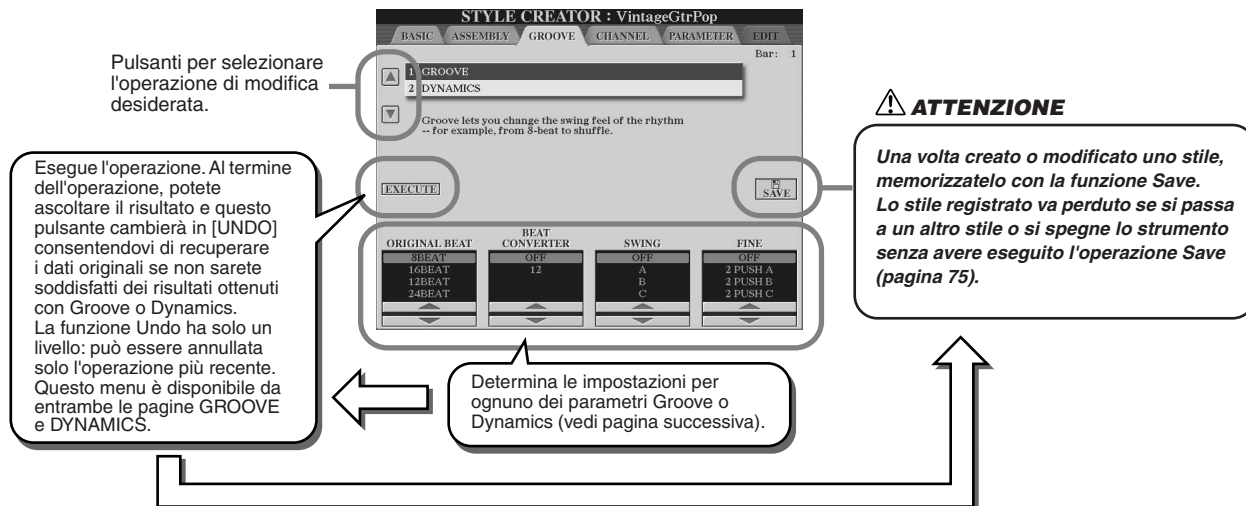 STYLE CREATOR : VintageGtrPop
BASIC ASSEMBLY GROOVE CHANNEL PARAMETER EDIT
Bar: 1
Pulsanti per selezionare
l'operazione di modifica
desiderata.
1 GROOVE
2 DYNAMICS
Groove lets you change the swing feel of the rhythm
-- for example, from 8-beat to shuffle.
EXECUTE
SAVE
Esegue l'operazione. Al termine
dell'operazione, potete
ascoltare il risultato e questo
pulsante cambierà in [UNDO]
consentendovi di recuperare
i dati originali se non sarete
soddisfatti dei risultati ottenuti
con Groove o Dynamics.
La funzione Undo ha solo un
livello: può essere annullata
solo l'operazione più recente.
Questo menu è disponibile da
entrambe le pagine GROOVE
e DYNAMICS.
ORIGINAL BEAT
8BEAT
16BEAT
12BEAT
24BEAT
BEAT
CONVERTER
OFF
12
SWING
OFF
A
B
C
FINE
OFF
2 PUSH A
2 PUSH B
2 PUSH C
Determina le impostazioni per
ognuno dei parametri Groove o
Dynamics (vedi pagina successiva).
ATTENZIONE
Una volta creato o modificato uno stile,
memorizzatelo con la funzione Save.
Lo stile registrato va perduto se si passa
a un altro stile o si spegne lo strumento
senza avere eseguito l'operazione Save
(pagina 75).